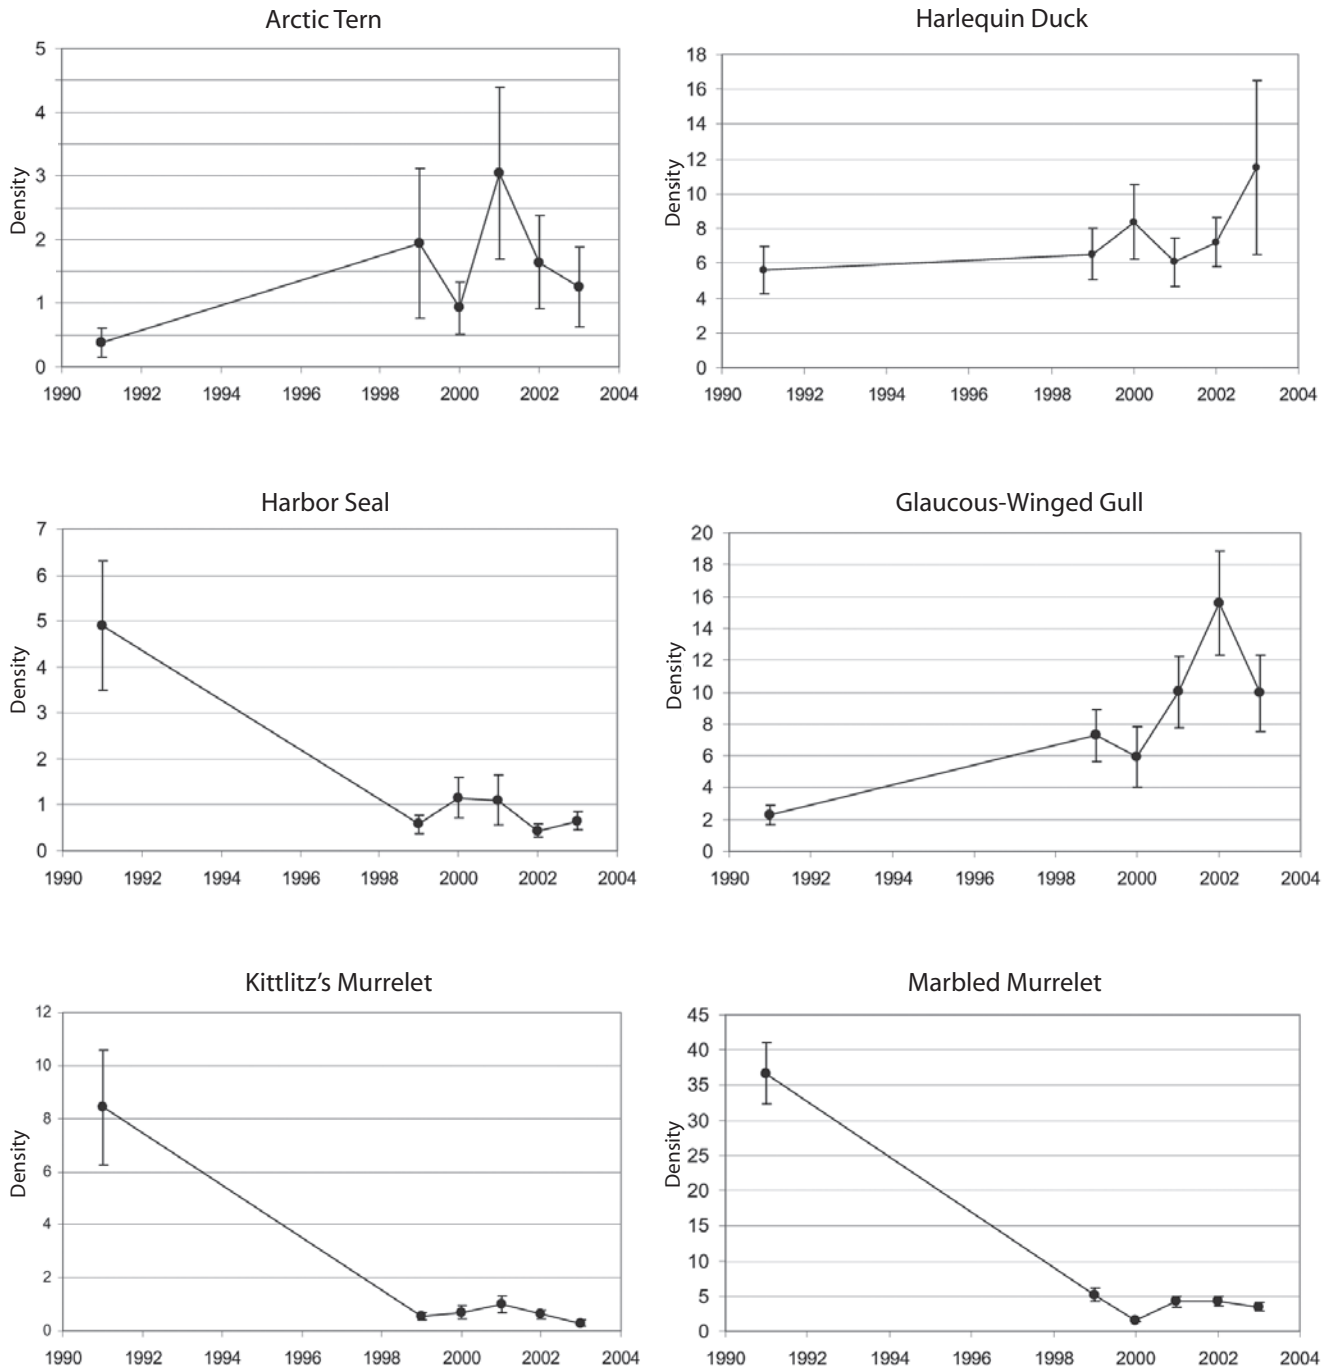 Arctic Tern
5
4
3
2
1
0
Density
1990 1992 1994 1996 1998 2000 2002 2004
Harlequin Duck
18
16
14
12
10
8
6
4
2
0
Density
1990 1992 1994 1996 1998 2000 2002 2004
Harbor Seal
7
6
5
4
3
2
1
0
Density
1990 1992 1994 1996 1998 2000 2002 2004
Glaucous-Winged Gull
20
18
16
14
12
10
8
6
4
2
0
Density
1990 1992 1994 1996 1998 2000 2002 2004
Kittlitz’s Murrelet
12
10
8
6
4
2
0
Density
1990 1992 1994 1996 1998 2000 2002 2004
Marbled Murrelet
45
40
35
30
25
20
15
10
5
0
Density
1990 1992 1994 1996 1998 2000 2002 2004